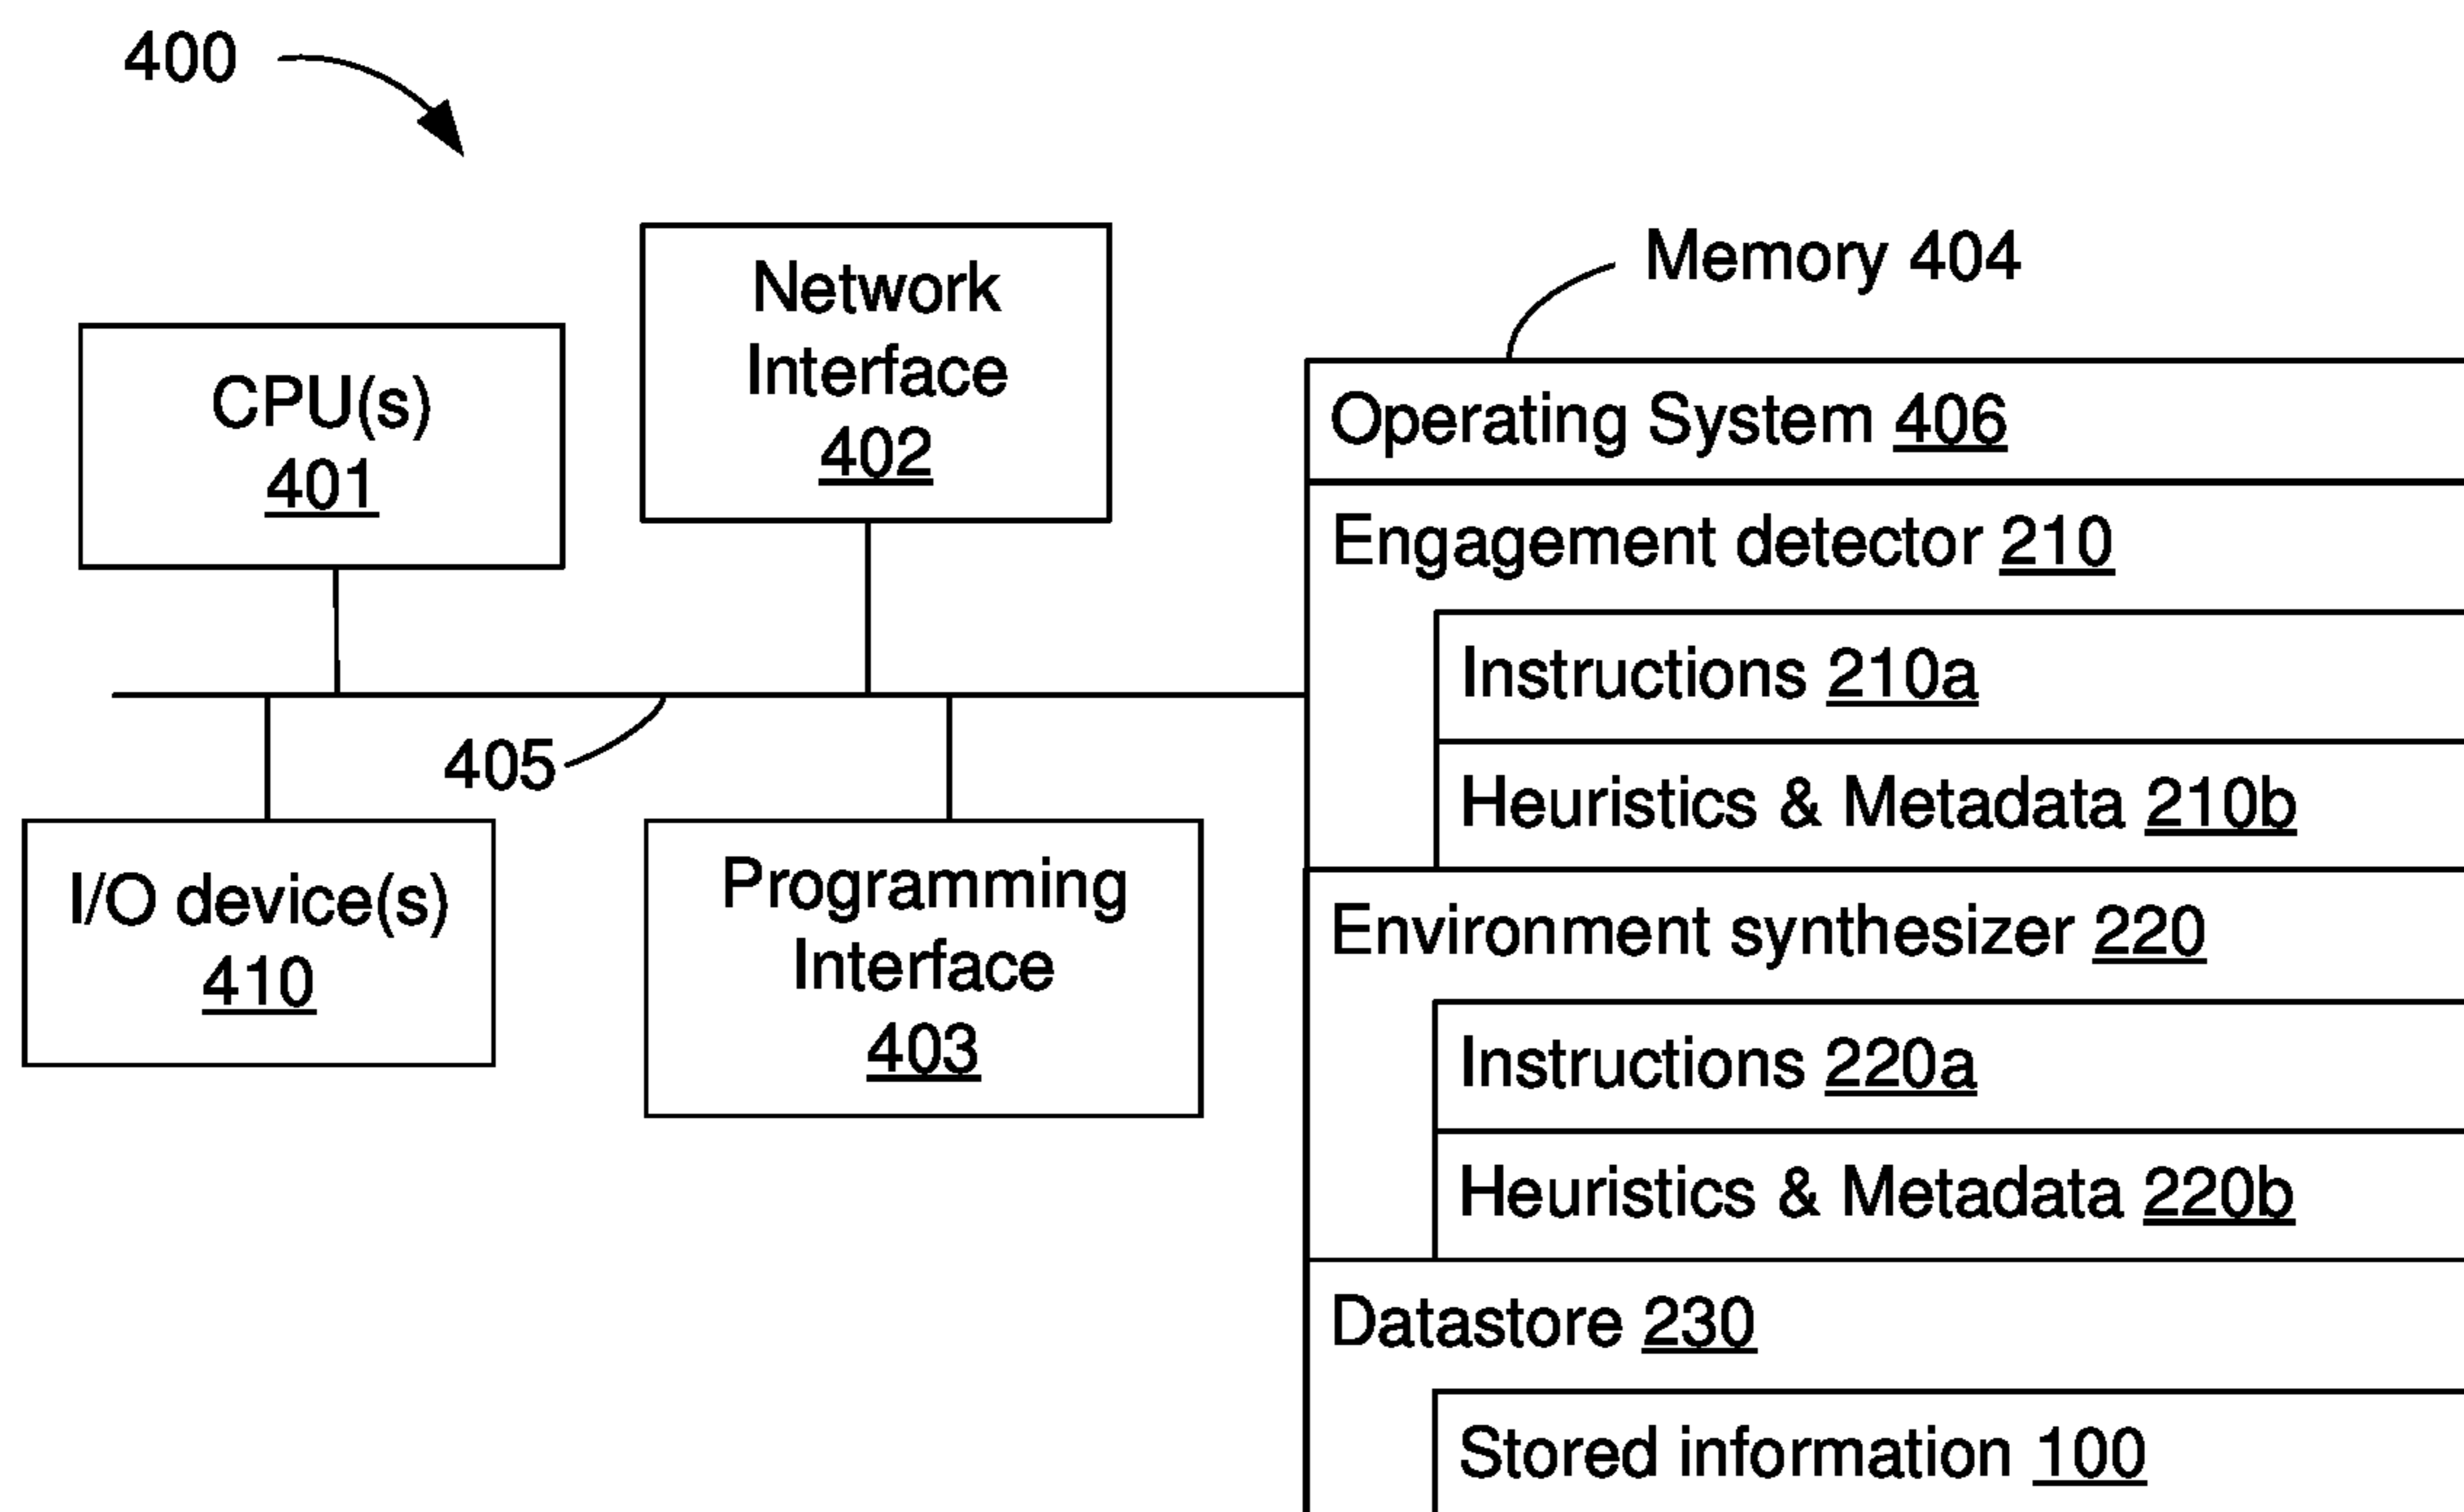 400
Network
Interface
402
Memory 404
CPU(s)
401
Operating System 406
Engagement detector 210
Instructions 210a
405
Heuristics & Metadata 210b
I/O device(s)
410
Programming
Interface
403
Environment synthesizer 220
Instructions 220a
Heuristics & Metadata 220b
Datastore 230
Stored information 100